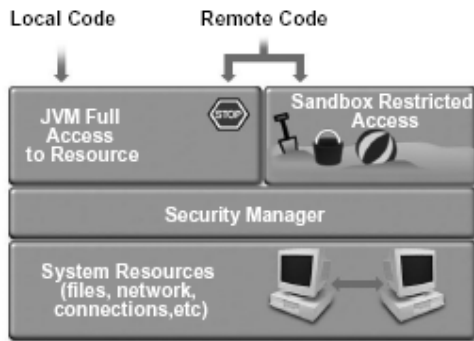 Local Code
Remote Code
JVM Full
Access
to Resource
STOP
Sandbox Restricted
Access
Security Manager
System Resources
(files, network,
connections,etc)